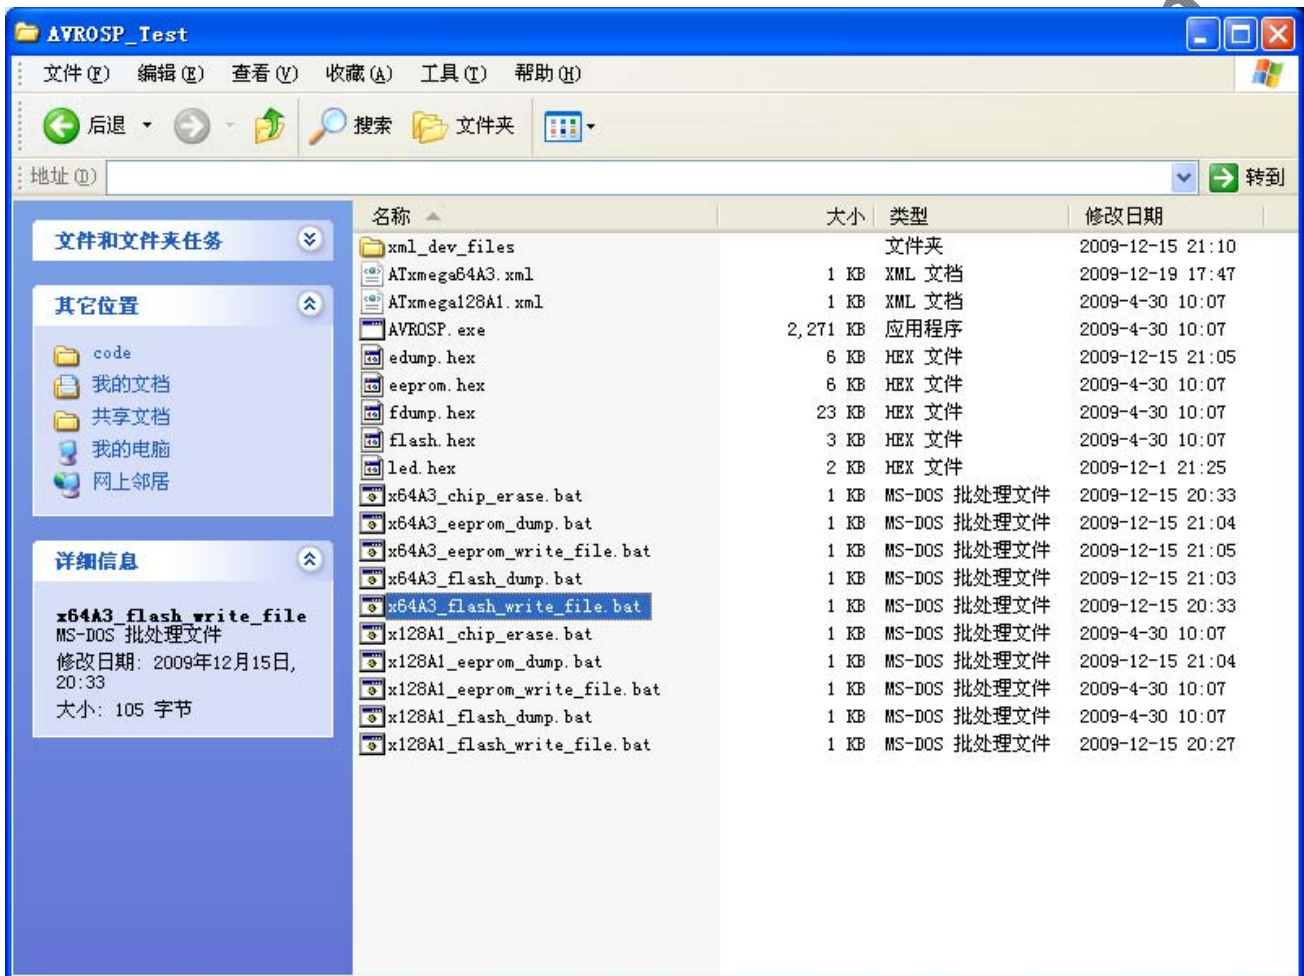 AVROSP_Test
文件(F) 编辑(E) 查看(V) 收藏(A) 工具(T) 帮助(H)
后退 搜索 文件夹
地址(D) 转到
文件和文件夹任务
其它位置
code
我的文档
共享文档
我的电脑
网上邻居
详细信息
x64A3_flash_write_file
MS-DOS 批处理文件
修改日期: 2009年12月15日,
20:33
大小: 105 字节
名称 大小 类型 修改日期
xml_dev_files 文件夹 2009-12-15 21:10
ATxmega64A3.xml 1 KB XML 文档 2009-12-19 17:47
ATxmega128A1.xml 1 KB XML 文档 2009-4-30 10:07
AVROSP.exe 2,271 KB 应用程序 2009-4-30 10:07
edump.hex 6 KB HEX 文件 2009-12-15 21:05
eeprom.hex 6 KB HEX 文件 2009-4-30 10:07
fdump.hex 23 KB HEX 文件 2009-4-30 10:07
flash.hex 3 KB HEX 文件 2009-4-30 10:07
led.hex 2 KB HEX 文件 2009-12-1 21:25
x64A3_chip_erase.bat 1 KB MS-DOS 批处理文件 2009-12-15 20:33
x64A3_eeprom_dump.bat 1 KB MS-DOS 批处理文件 2009-12-15 21:04
x64A3_eeprom_write_file.bat 1 KB MS-DOS 批处理文件 2009-12-15 21:05
x64A3_flash_dump.bat 1 KB MS-DOS 批处理文件 2009-12-15 21:03
x64A3_flash_write_file.bat 1 KB MS-DOS 批处理文件 2009-12-15 20:33
x128A1_chip_erase.bat 1 KB MS-DOS 批处理文件 2009-4-30 10:07
x128A1_eeprom_dump.bat 1 KB MS-DOS 批处理文件 2009-12-15 21:04
x128A1_eeprom_write_file.bat 1 KB MS-DOS 批处理文件 2009-4-30 10:07
x128A1_flash_dump.bat 1 KB MS-DOS 批处理文件 2009-4-30 10:07
x128A1_flash_write_file.bat 1 KB MS-DOS 批处理文件 2009-12-15 20:27